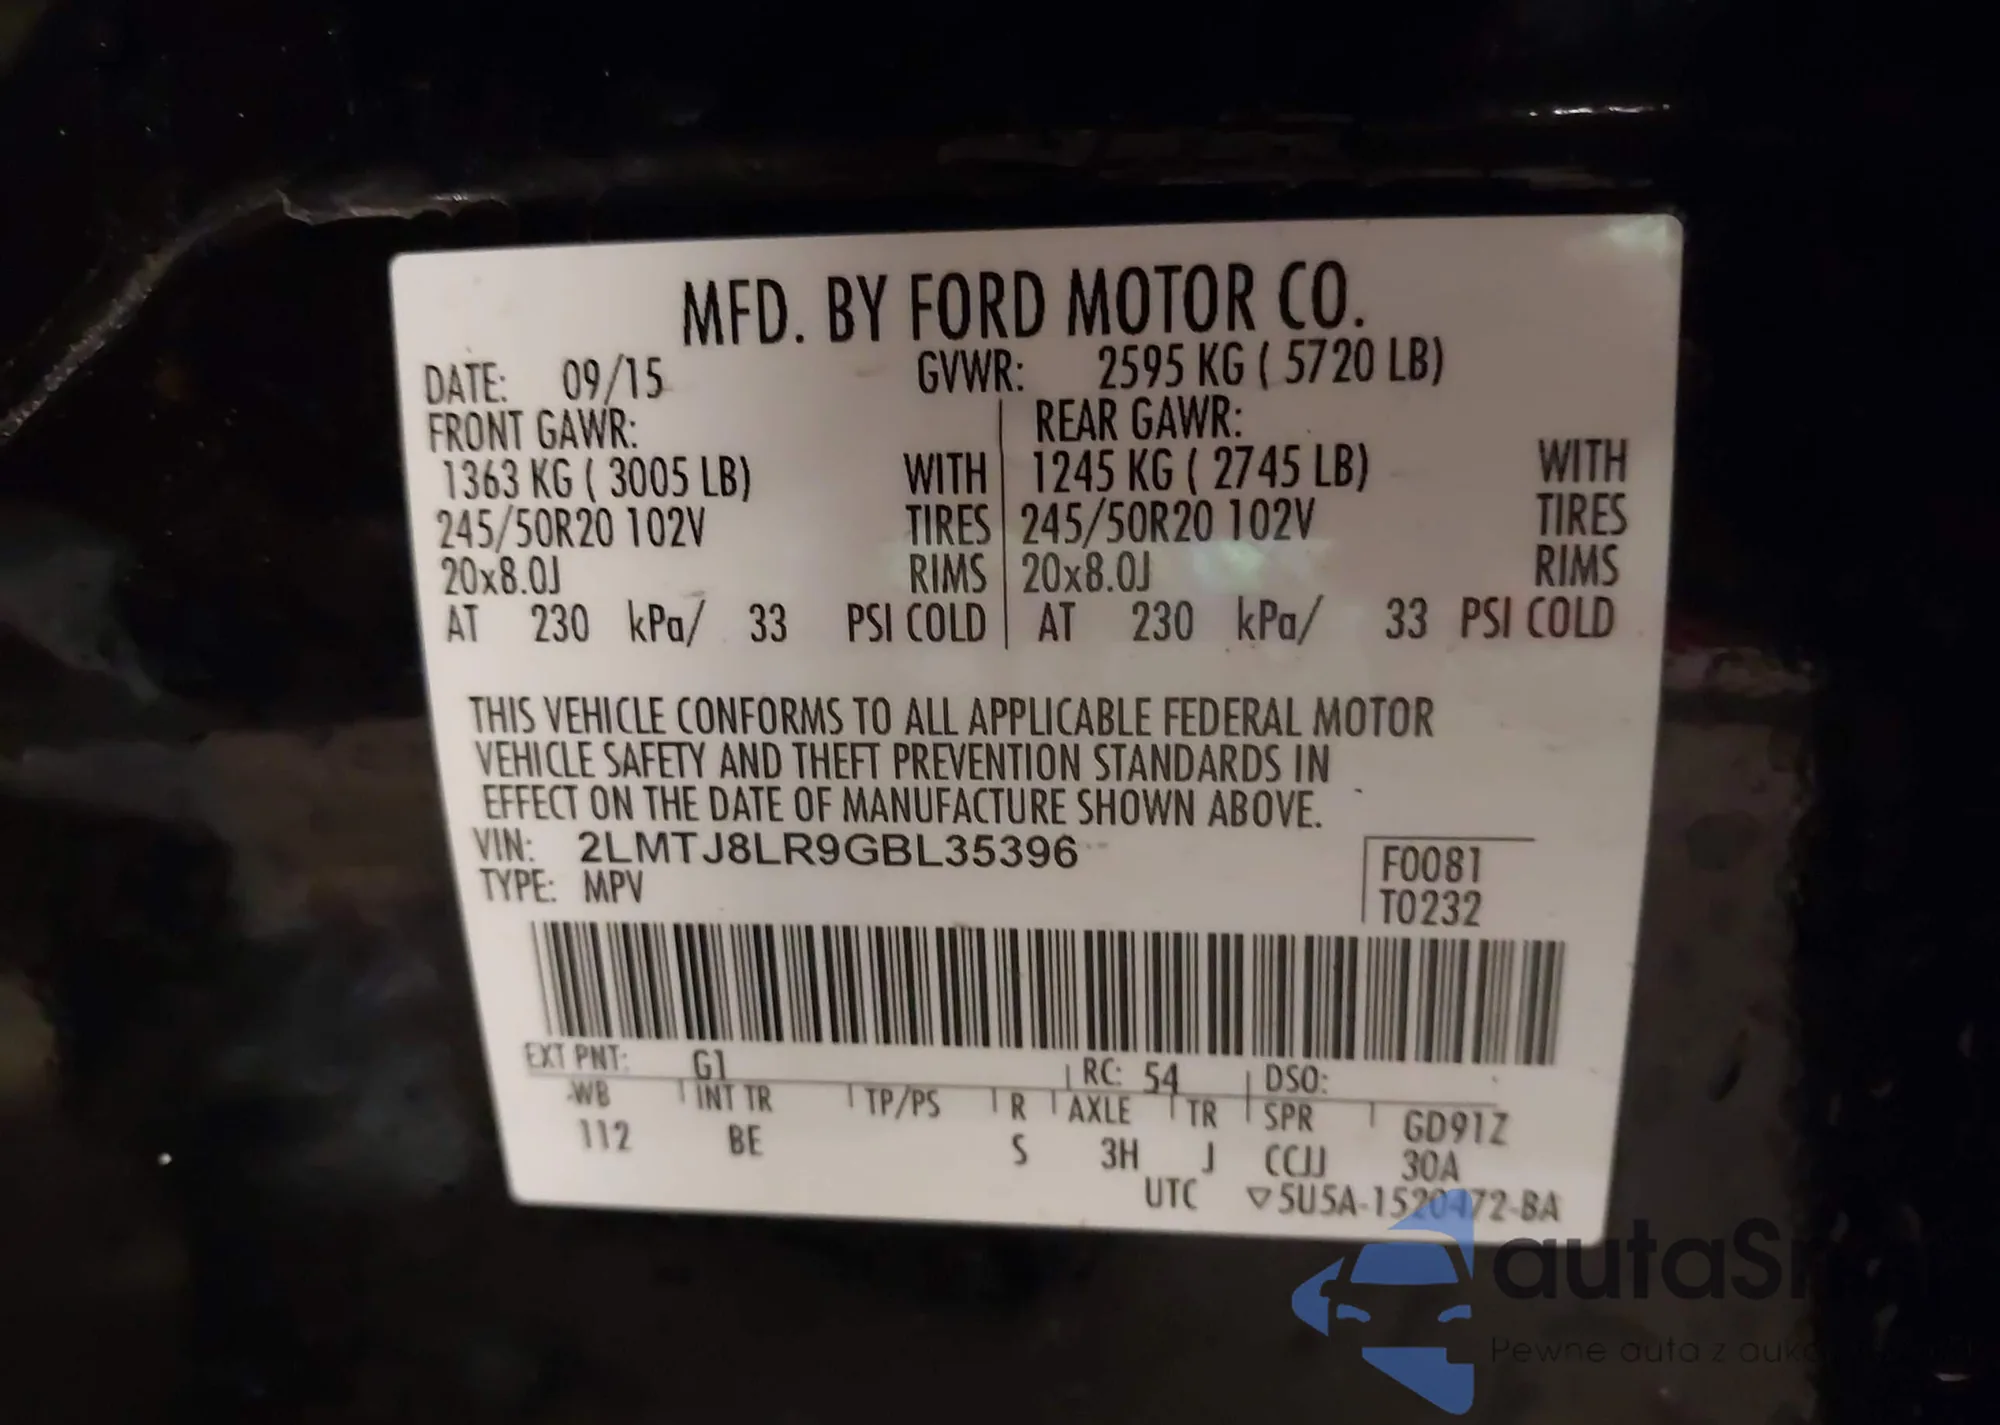 MFD. BY FORD MOTOR CO.
DATE: 09/15 GVWR: 2595 KG ( 5720 LB)
FRONT GAWR: REAR GAWR:
1363 KG ( 3005 LB) WITH 1245 KG ( 2745 LB) WITH
245/50R20 102V TIRES 245/50R20 102V TIRES
20x8.0J RIMS 20x8.0J RIMS
AT 230 kPa/ 33 PSI COLD AT 230 kPa/ 33 PSI COLD
THIS VEHICLE CONFORMS TO ALL APPLICABLE FEDERAL MOTOR
VEHICLE SAFETY AND THEFT PREVENTION STANDARDS IN
EFFECT ON THE DATE OF MANUFACTURE SHOWN ABOVE.
VIN: 2LMTJ8LR9GBL35396
TYPE: MPV
F0081
T0232
EXT PNT: G1 RC: 54 DSO:
WB INT TR TP/PS R AXLE TR SPR GD91Z
112 BE S 3H J CCJJ 30A
UTC ▽5U5A-1520472-BA
Pewne auta z